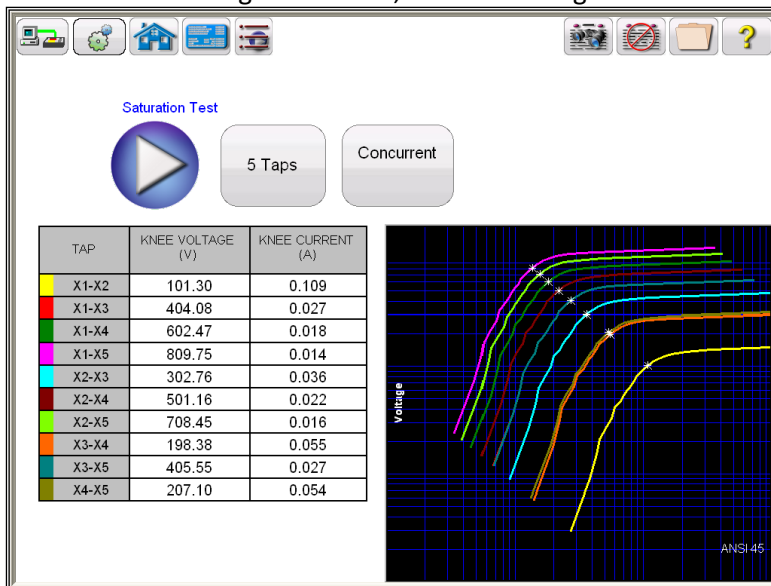 ?
Saturation Test
5 Taps
Concurrent
TAP KNEE VOLTAGE (V) KNEE CURRENT (A)
X1-X2 101.30 0.109
X1-X3 404.08 0.027
X1-X4 602.47 0.018
X1-X5 809.75 0.014
X2-X3 302.76 0.036
X2-X4 501.16 0.022
X2-X5 708.45 0.016
X3-X4 198.38 0.055
X3-X5 405.55 0.027
X4-X5 207.10 0.054
Voltage
ANSI 45